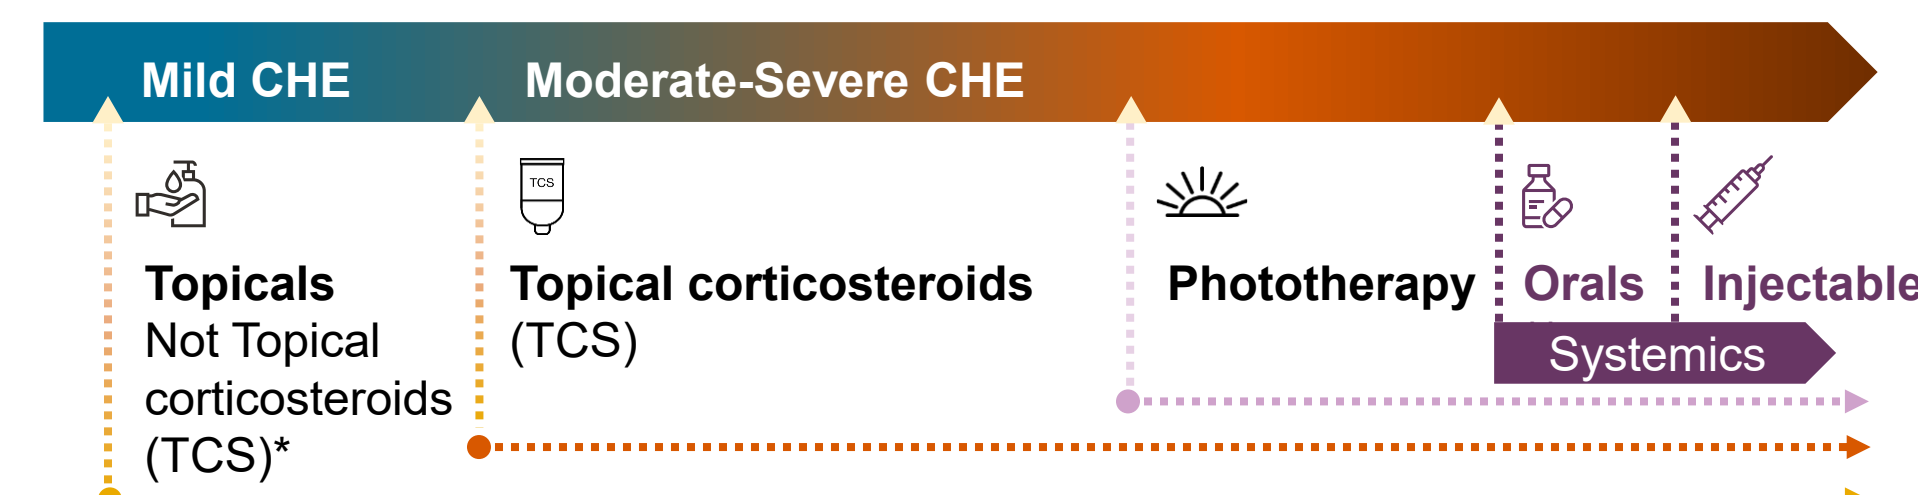 Mild CHE
Moderate-Severe CHE
TCS
Topicals
Not Topical
corticosteroids
(TCS)*
Topical corticosteroids
(TCS)
Phototherapy
Orals
Injectable
Systemics